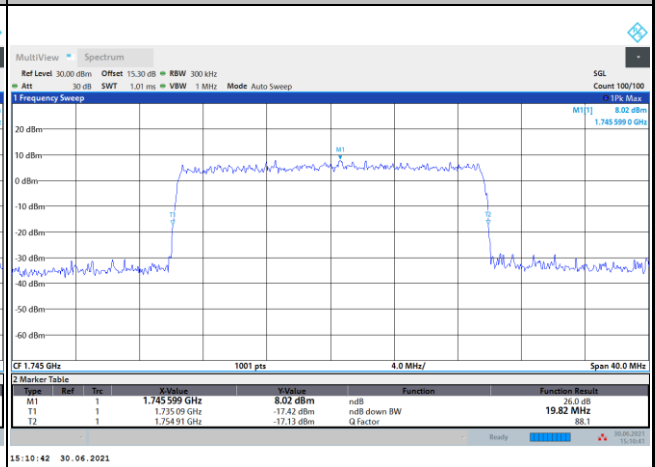 MultiView Spectrum
Ref Level 30.00 dBm Offset 15.30 dB RBW 300 kHz SGL
Att 30 dB SWT 1.01 ms VBW 1 MHz Mode Auto Sweep Count 100/100
1 Frequency Sweep 1Pk Max
M1[1] 8.02 dBm
1.745 599 0 GHz
20 dBm
M1
10 dBm
0 dBm
-10 dBm
T1 T2
-20 dBm
-30 dBm
-40 dBm
-50 dBm
-60 dBm
CF 1.745 GHz 1001 pts 4.0 MHz/ Span 40.0 MHz
2 Marker Table
Type Ref Trc X-Value Y-Value Function Function Result
M1 1 1.745 599 GHz 8.02 dBm ndB 26.0 dB
T1 1 1.735 09 GHz -17.42 dBm ndB down BW 19.82 MHz
T2 1 1.754 91 GHz -17.13 dBm Q Factor 88.1
Ready 30.06.2021
15:10:41
15:10:42 30.06.2021